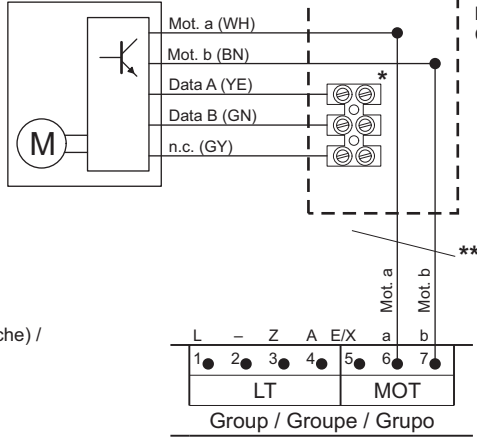 Mot. a (WH)
Mot. b (BN)
Data A (YE)
Data B (GN)
n.c. (GY)
M
*
**
Mot. a
Mot. b
che) /
L – Z A E/X a b
1 2 3 4 5 6 7
LT MOT
Group / Groupe / Grupo